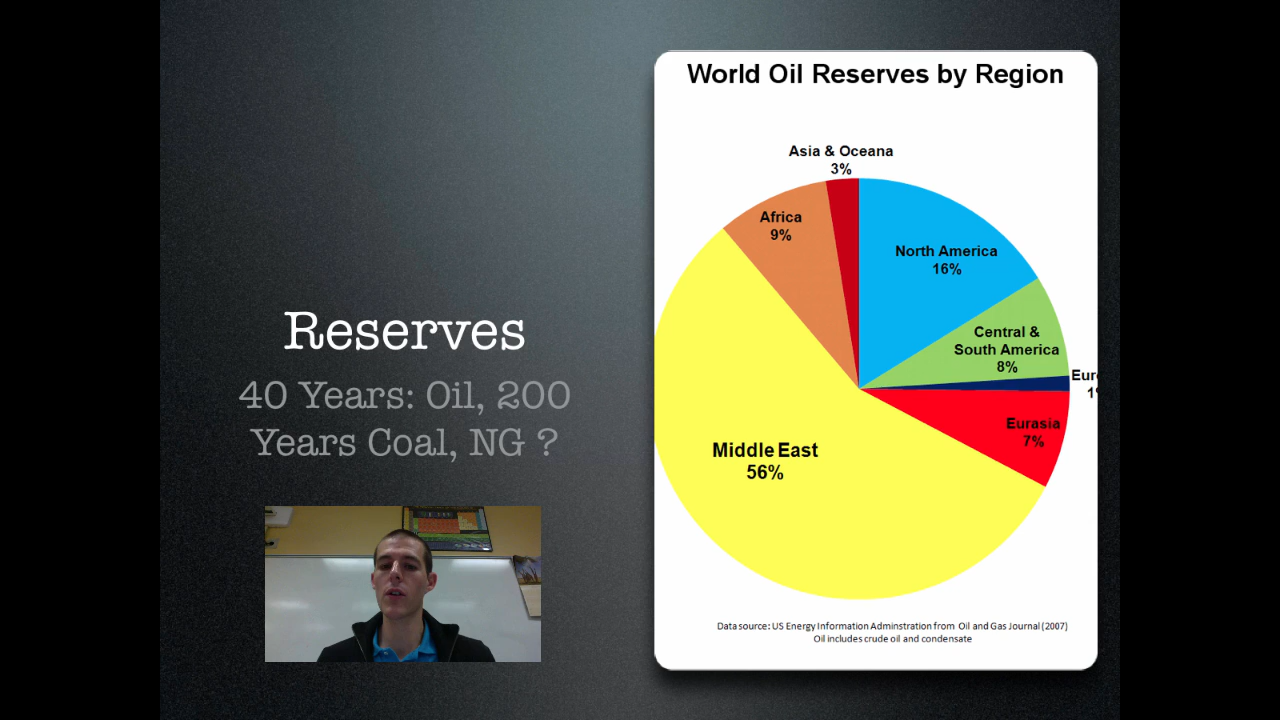 World Oil Reserves by Region
Asia & Oceana
3%
Africa
9%
North America
16%
Central &
South America
8%
Eur
1
Eurasia
7%
Middle East
56%
Data source: US Energy Information Adminstration from Oil and Gas Journal (2007)
Oil includes crude oil and condensate
Reserves
40 Years: Oil, 200
Years Coal, NG ?